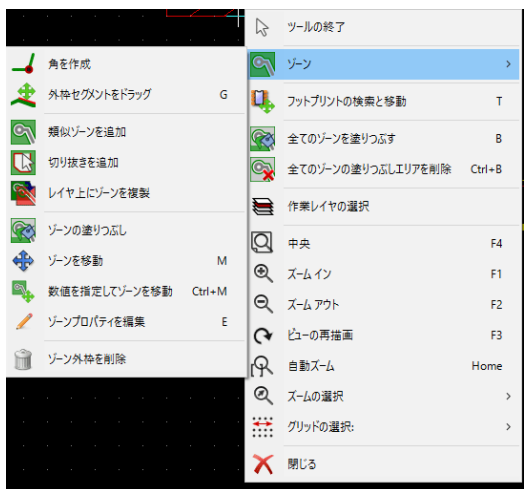 角を作成
外枠セグメントをドラッグ G
類似ゾーンを追加
切り抜きを追加
レイヤ上にゾーンを複製
ゾーンの塗りつぶし
ゾーンを移動 M
数値を指定してゾーンを移動 Ctrl+M
ゾーンプロパティを編集 E
ゾーン外枠を削除
ツールの終了
ゾーン
フットプリントの検索と移動 T
全てのゾーンを塗りつぶす B
全てのゾーンの塗りつぶしエリアを削除 Ctrl+B
作業レイヤの選択
中央 F4
ズーム イン F1
ズーム アウト F2
ビューの再描画 F3
自動ズーム Home
ズームの選択
グリッドの選択:
閉じる